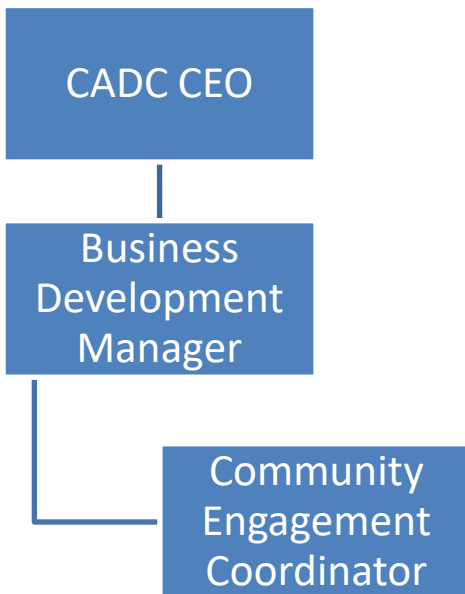 CADC CEO
Business
Development
Manager
Community
Engagement
Coordinator